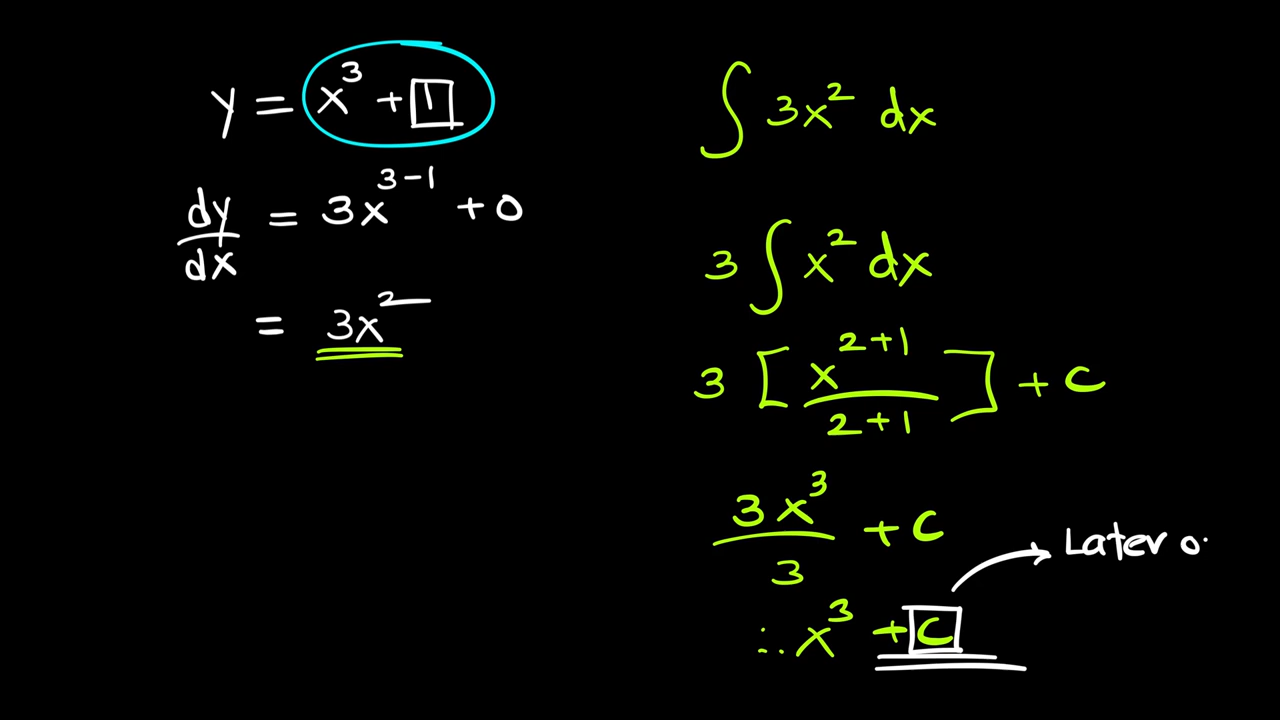 y = x³ + 1
dy/dx = 3x³⁻¹ + 0
= 3x²
∫ 3x² dx
3 ∫ x² dx
3 [ x²⁺¹ / 2+1 ] + c
3x³ / 3 + c
∴ x³ + c
Later o